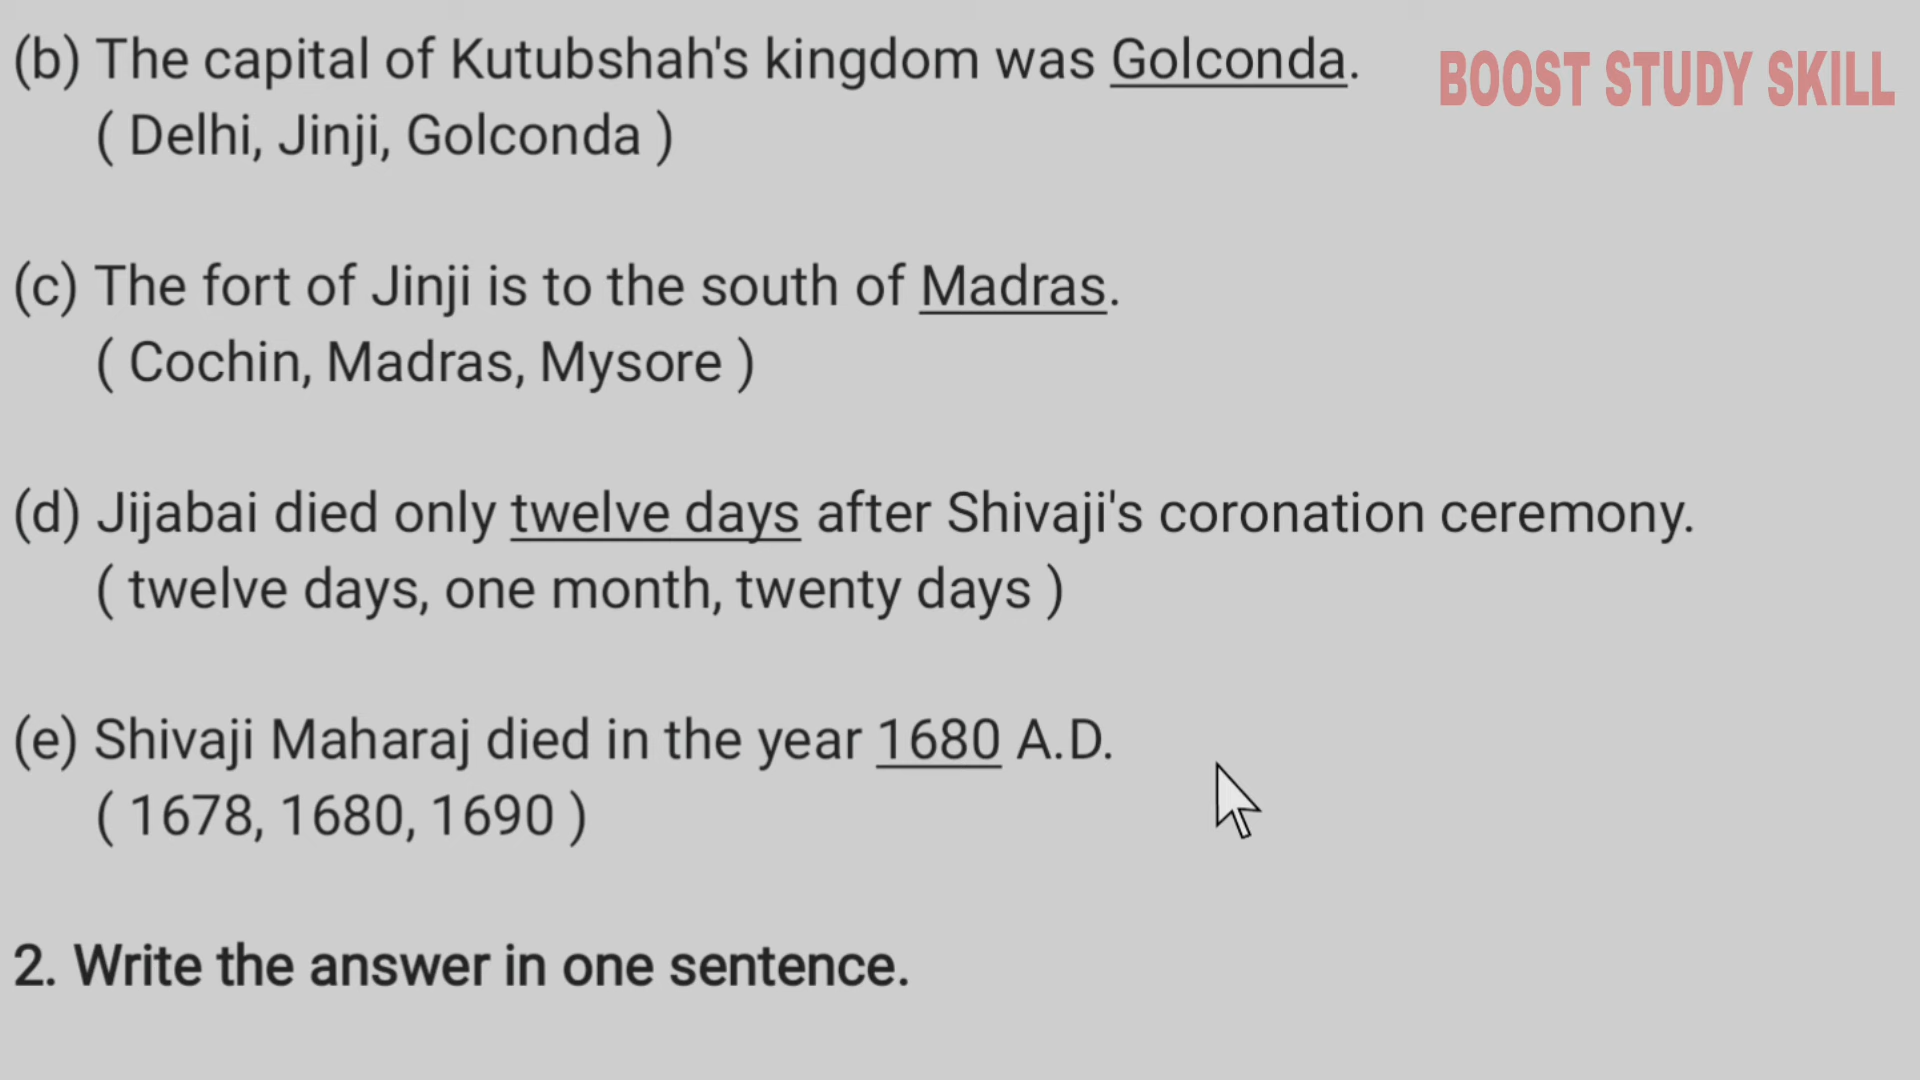 (b) The capital of Kutubshah's kingdom was Golconda.
BOOST STUDY SKILL
( Delhi, Jinji, Golconda )
(c) The fort of Jinji is to the south of Madras.
( Cochin, Madras, Mysore )
(d) Jijabai died only twelve days after Shivaji's coronation ceremony.
( twelve days, one month, twenty days )
(e) Shivaji Maharaj died in the year 1680 A.D.
( 1678, 1680, 1690 )
2. Write the answer in one sentence.